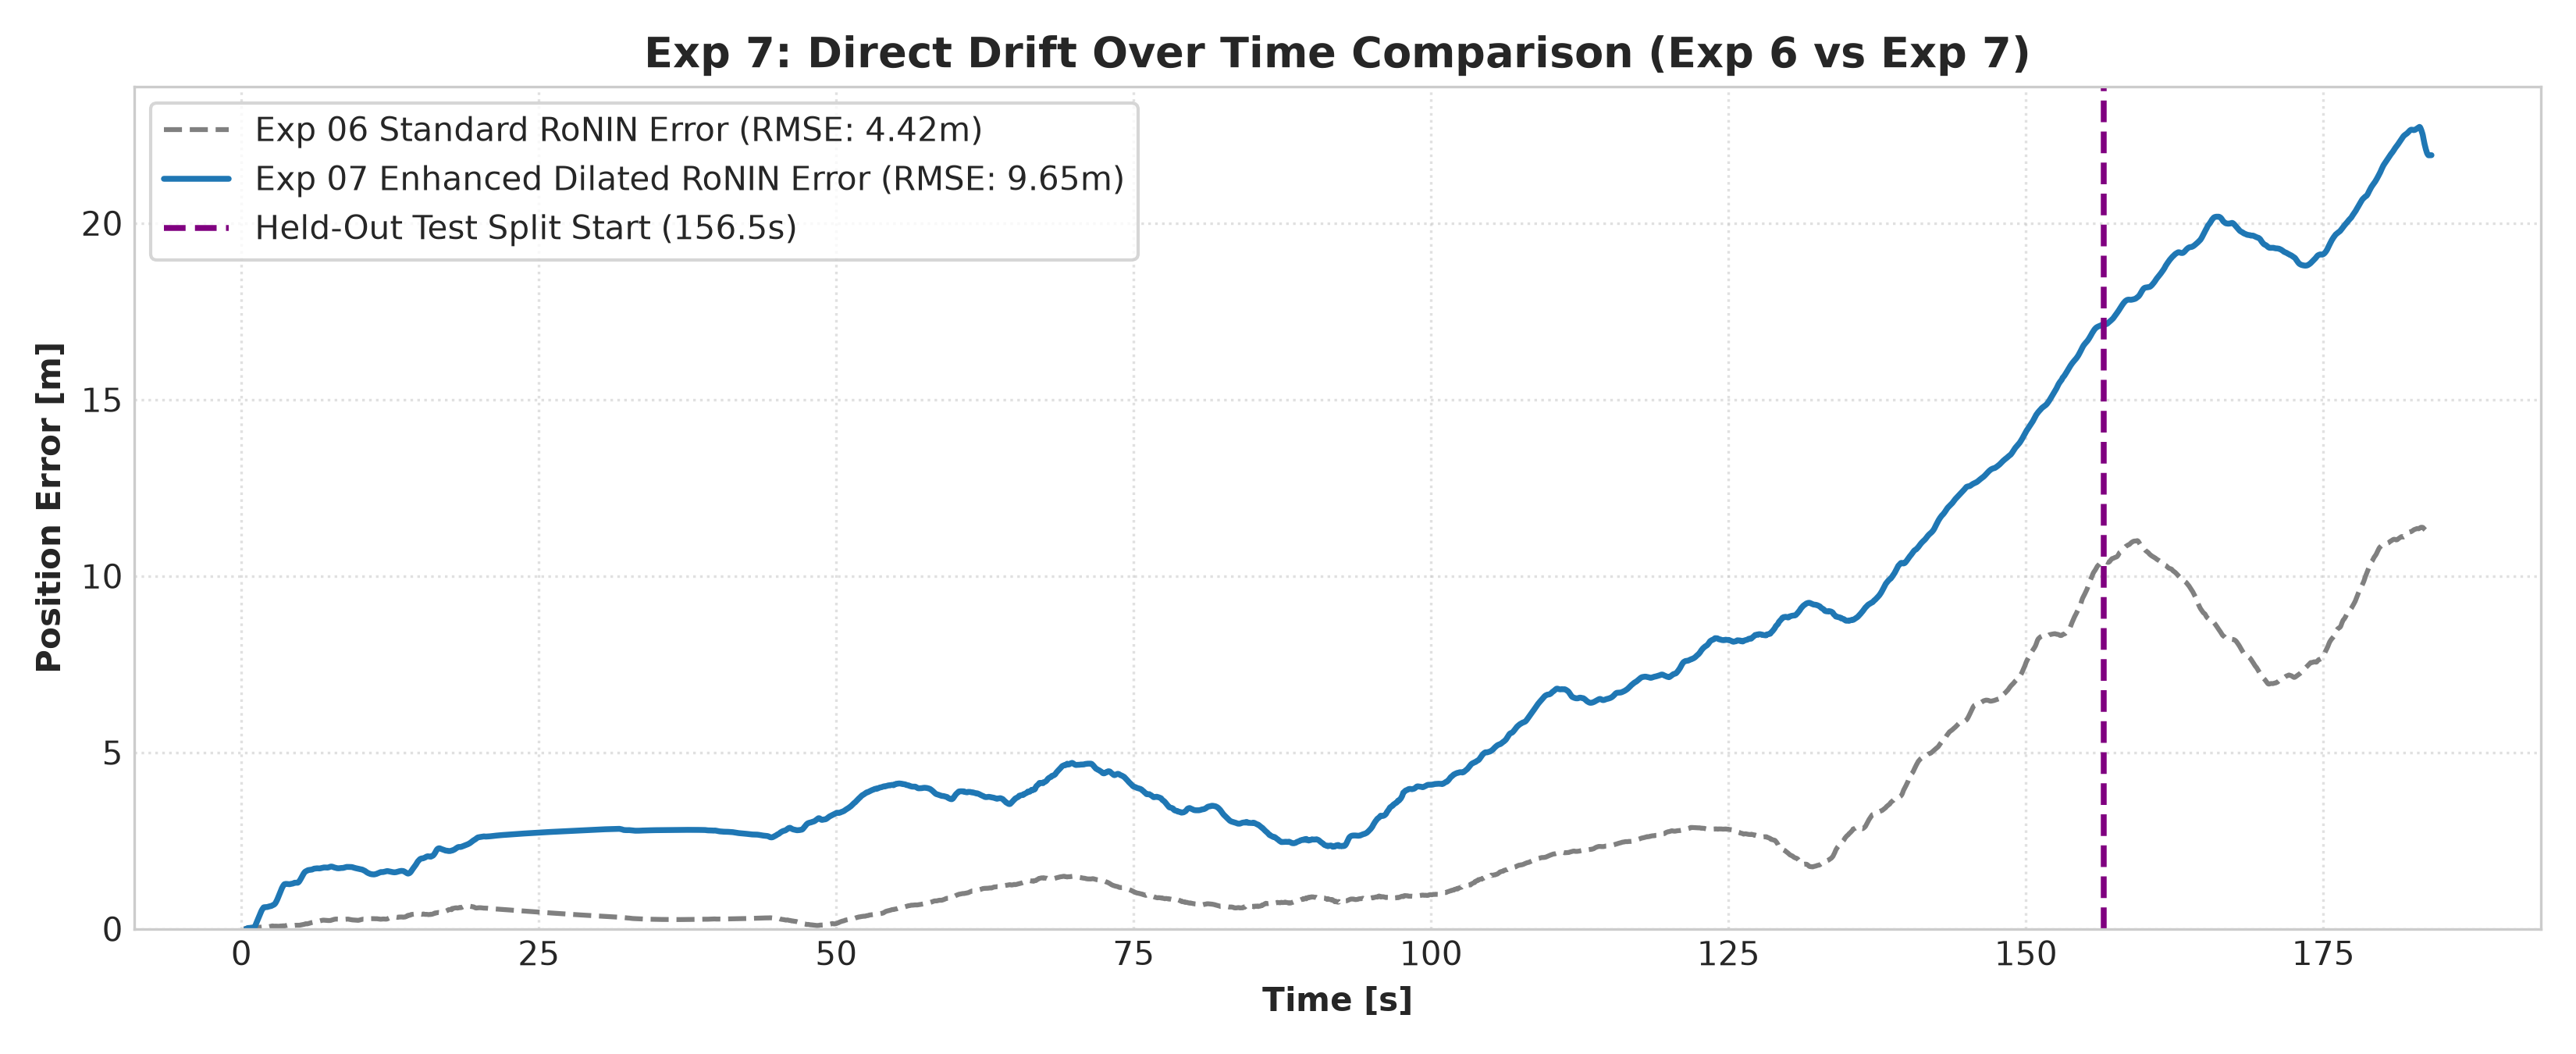 Exp 7: Direct Drift Over Time Comparison (Exp 6 vs Exp 7)
Exp 06 Standard RoNIN Error (RMSE: 4.42m)
Exp 07 Enhanced Dilated RoNIN Error (RMSE: 9.65m)
Held-Out Test Split Start (156.5s)
Position Error [m]
20
15
10
5
0
0 25 50 75 100 125 150 175
Time [s]